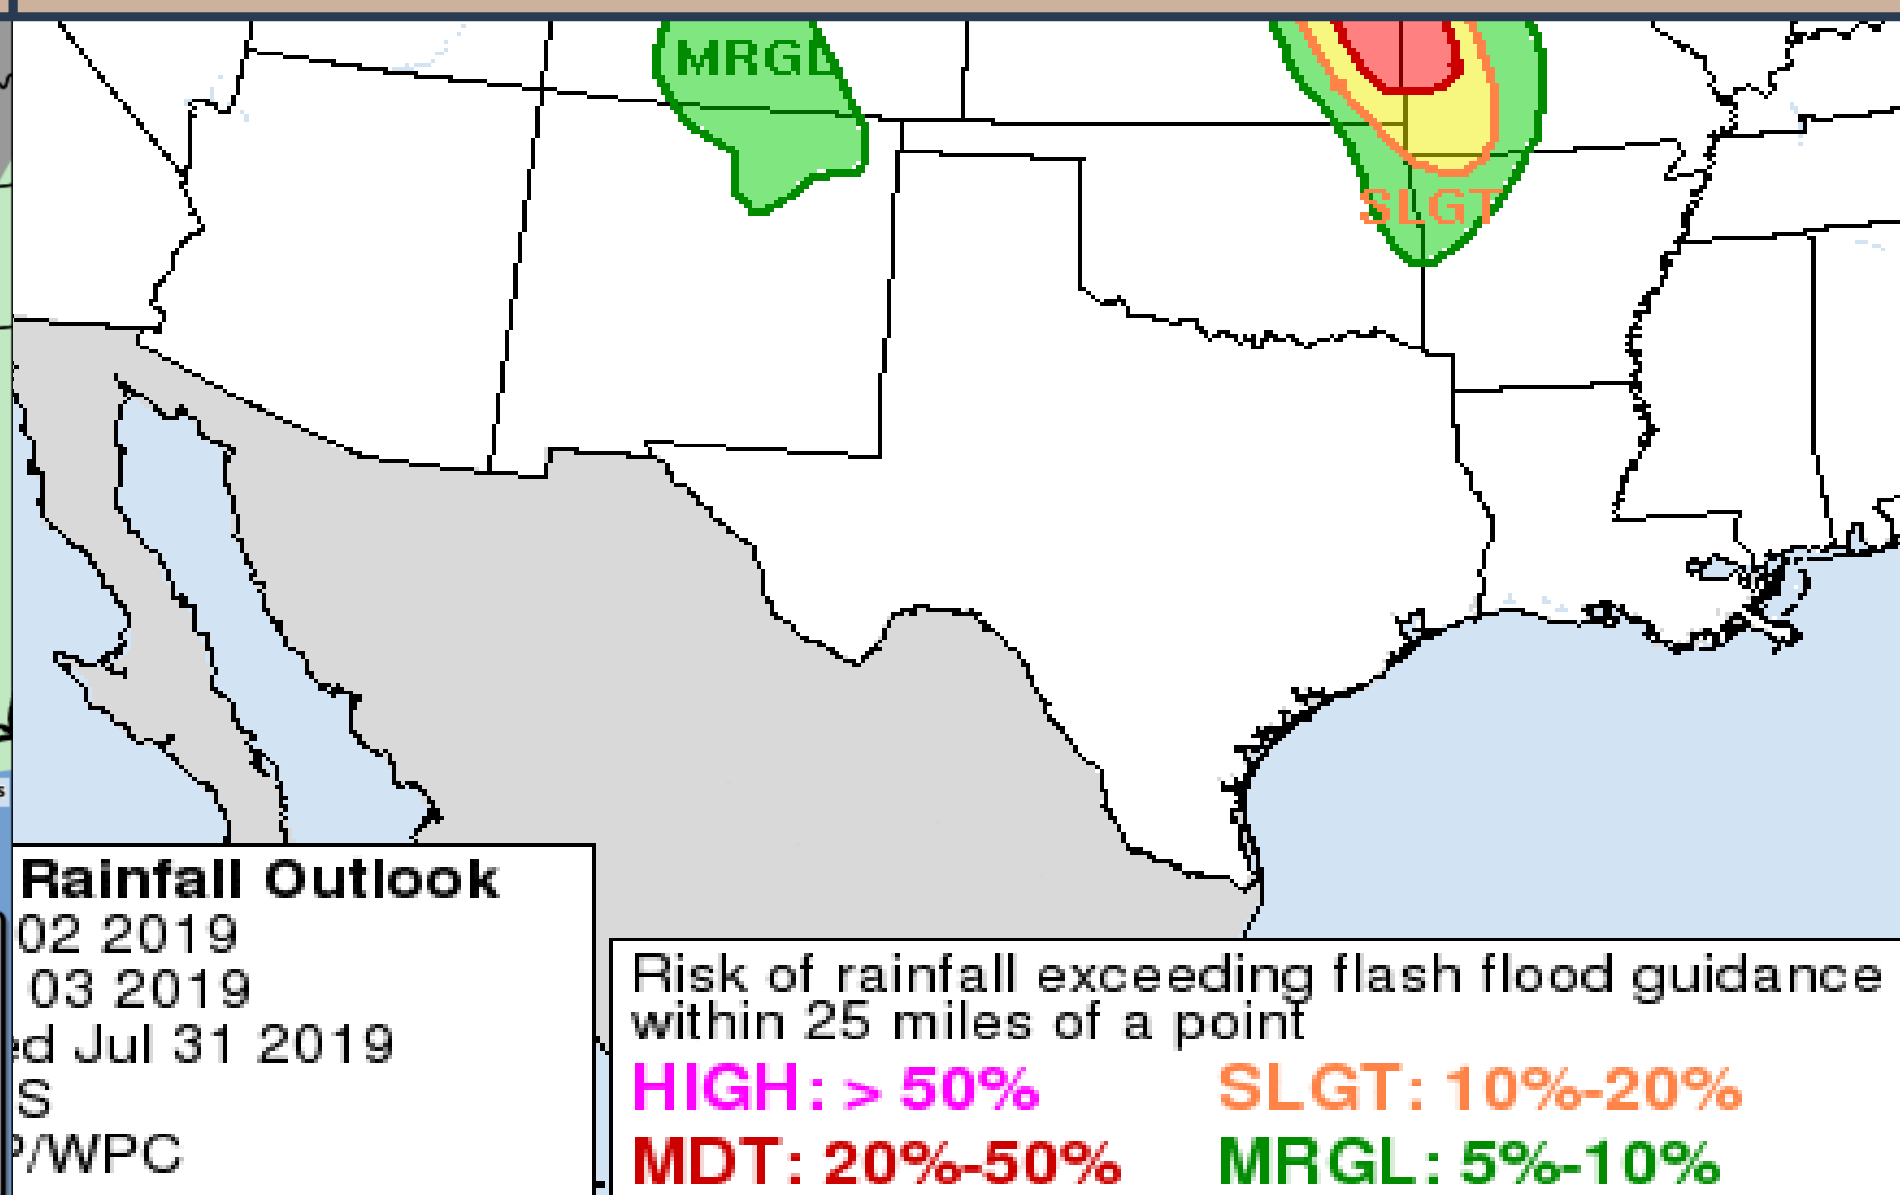 MRGL
SLGT
Rainfall Outlook
02 2019
03 2019
ed Jul 31 2019
S
P/WPC
Risk of rainfall exceeding flash flood guidance
within 25 miles of a point
HIGH: > 50% SLGT: 10%-20%
MDT: 20%-50% MRGL: 5%-10%
s